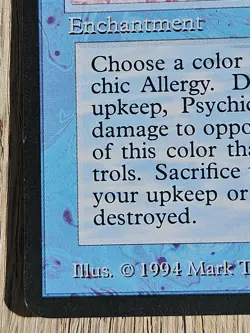 Enchantment
Choose a color
chic Allergy. D
upkeep, Psychic
damage to oppo
of this color tha
trols. Sacrifice
your upkeep or
destroyed.
Illus. © 1994 Mark T